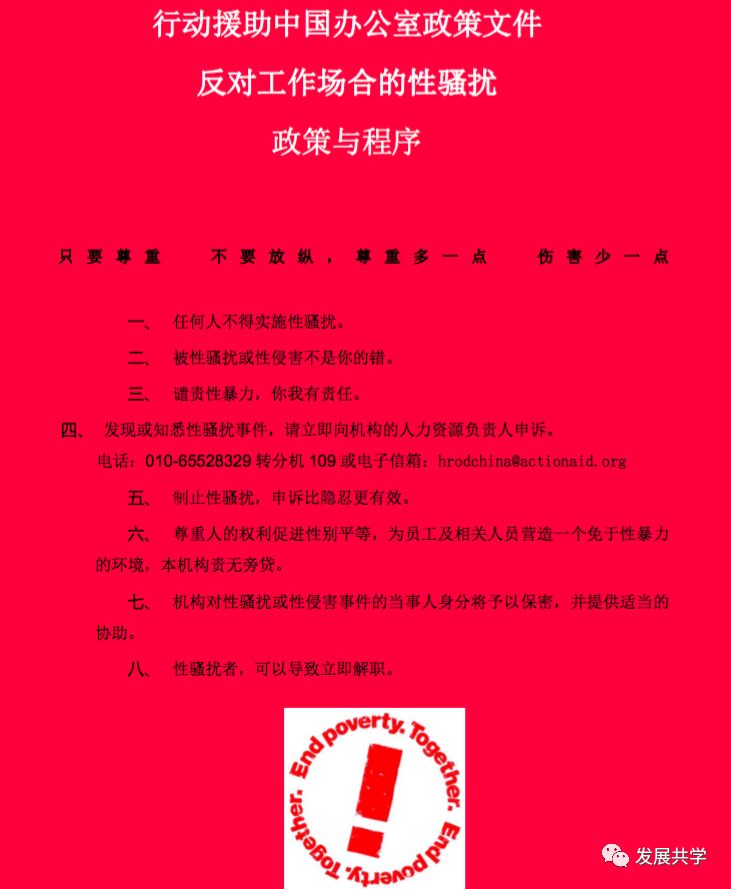 行动援助中国办公室政策文件
反对工作场合的性骚扰
政策与程序
只要尊重 不要放纵，尊重多一点 伤害少一点
一、 任何人不得实施性骚扰。
二、 被性骚扰或性侵害不是你的错。
三、 谴责性暴力，你我有责任。
四、 发现或知悉性骚扰事件，请立即向机构的人力资源负责人申诉。
电话：010-65528329 转分机 109 或电子信箱：hrodchina@actionaid.org
五、 制止性骚扰，申诉比隐忍更有效。
六、 尊重人的权利促进性别平等，为员工及相关人员营造一个免于性暴力
的环境，本机构责无旁贷。
七、 机构对性骚扰或性侵害事件的当事人身分将予以保密，并提供适当的
协助。
八、 性骚扰者，可以导致立即解职。
End poverty. Together. End poverty. Together.
发展共学